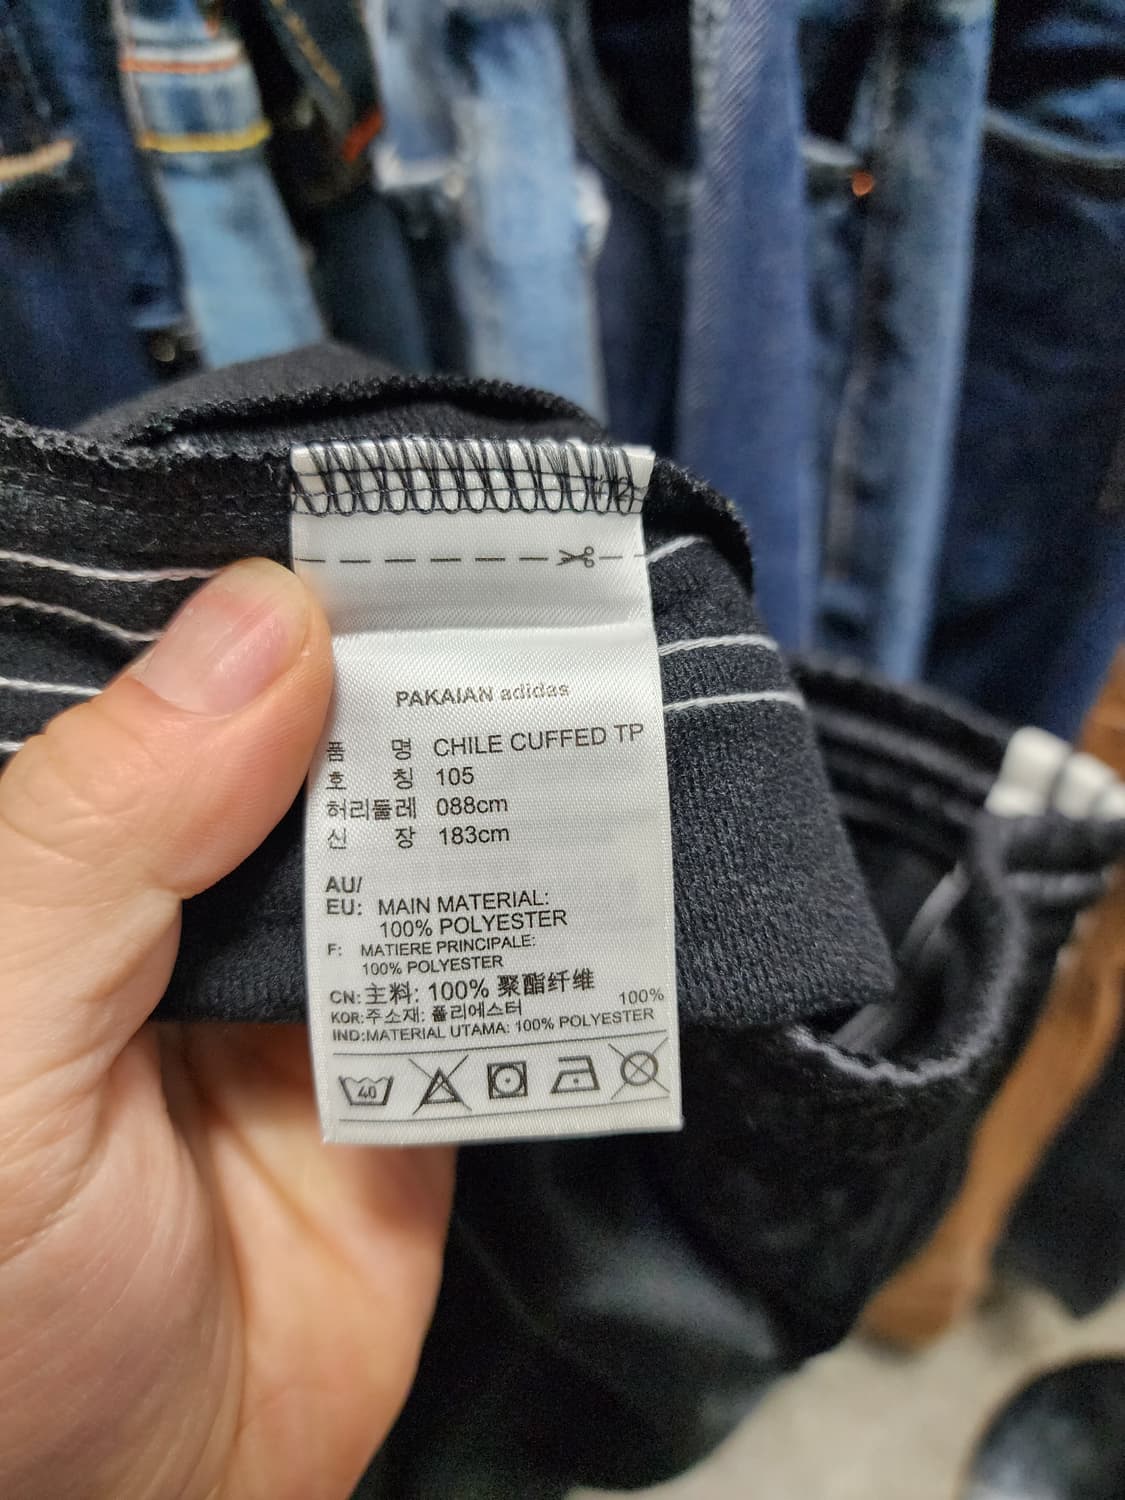 PAKAIAN adidas
품 명 CHILE CUFFED TP
호 칭 105
허리둘레 088cm
신 장 183cm
AU/
EU: MAIN MATERIAL:
100% POLYESTER
F: MATIERE PRINCIPALE:
100% POLYESTER
CN: 主料: 100% 聚酯纤维
KOR: 주소재: 폴리에스터 100%
IND: MATERIAL UTAMA: 100% POLYESTER
40